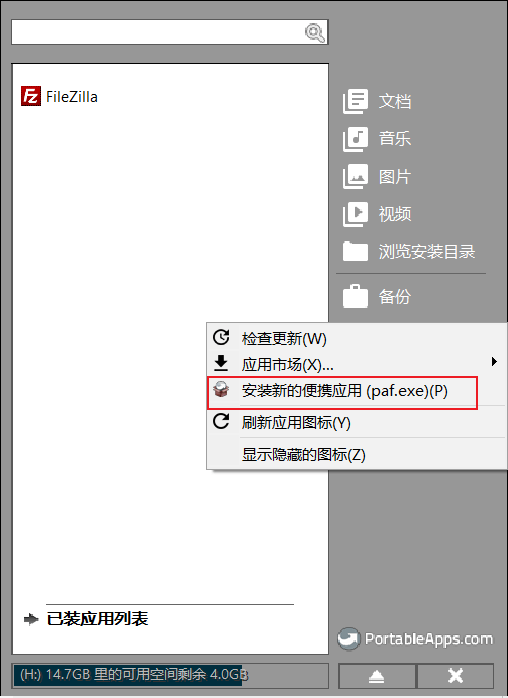 FileZilla
文档
音乐
图片
视频
浏览安装目录
备份
检查更新(W)
应用市场(X)...
安装新的便携应用 (paf.exe)(P)
刷新应用图标(Y)
显示隐藏的图标(Z)
已装应用列表
PortableApps.com
(H:) 14.7GB 里的可用空间剩余 4.0GB